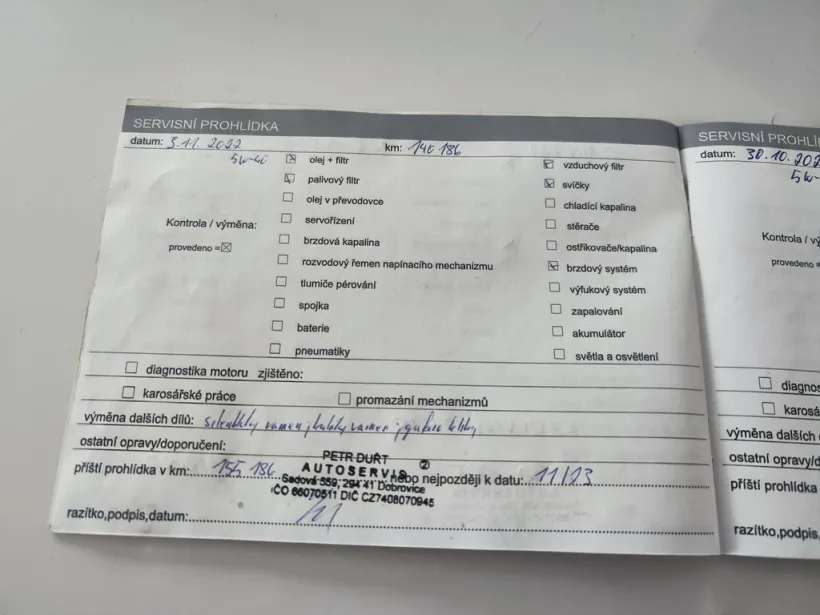 SERVISNÍ PROHLÍDKA
datum: 3.11. 2022 km: 140 186
5W-40
olej + filtr
palivový filtr
olej v převodovce
servořízení
brzdová kapalina
rozvodový řemen napínacího mechanizmu
tlumiče pérování
spojka
baterie
pneumatiky
Kontrola / výměna:
provedeno =☒
vzduchový filtr
svíčky
chladící kapalina
stěrače
ostřikovače/kapalina
brzdový systém
výfukový systém
zapalování
akumulátor
světla a osvětlení
diagnostika motoru zjištěno:
karosářské práce promazání mechanizmů
výměna dalších dílů:
ostatní opravy/doporučení:
příští prohlídka v km: 155 186 nebo nejpozději k datu: 11/23
PETR DURT
AUTOSERVIS ②
Sadová 559, 294 41 Dobrovice
IČO 66070511 DIČ CZ7408070945
razítko,podpis,datum:
SERVISNÍ PROHLÍ
datum: 30.10.202
5W-
Kontrola / vý
provedeno =
diagnos
karosá
výměna dalších
ostatní opravy/d
příští prohlídka
razítko,podpis,